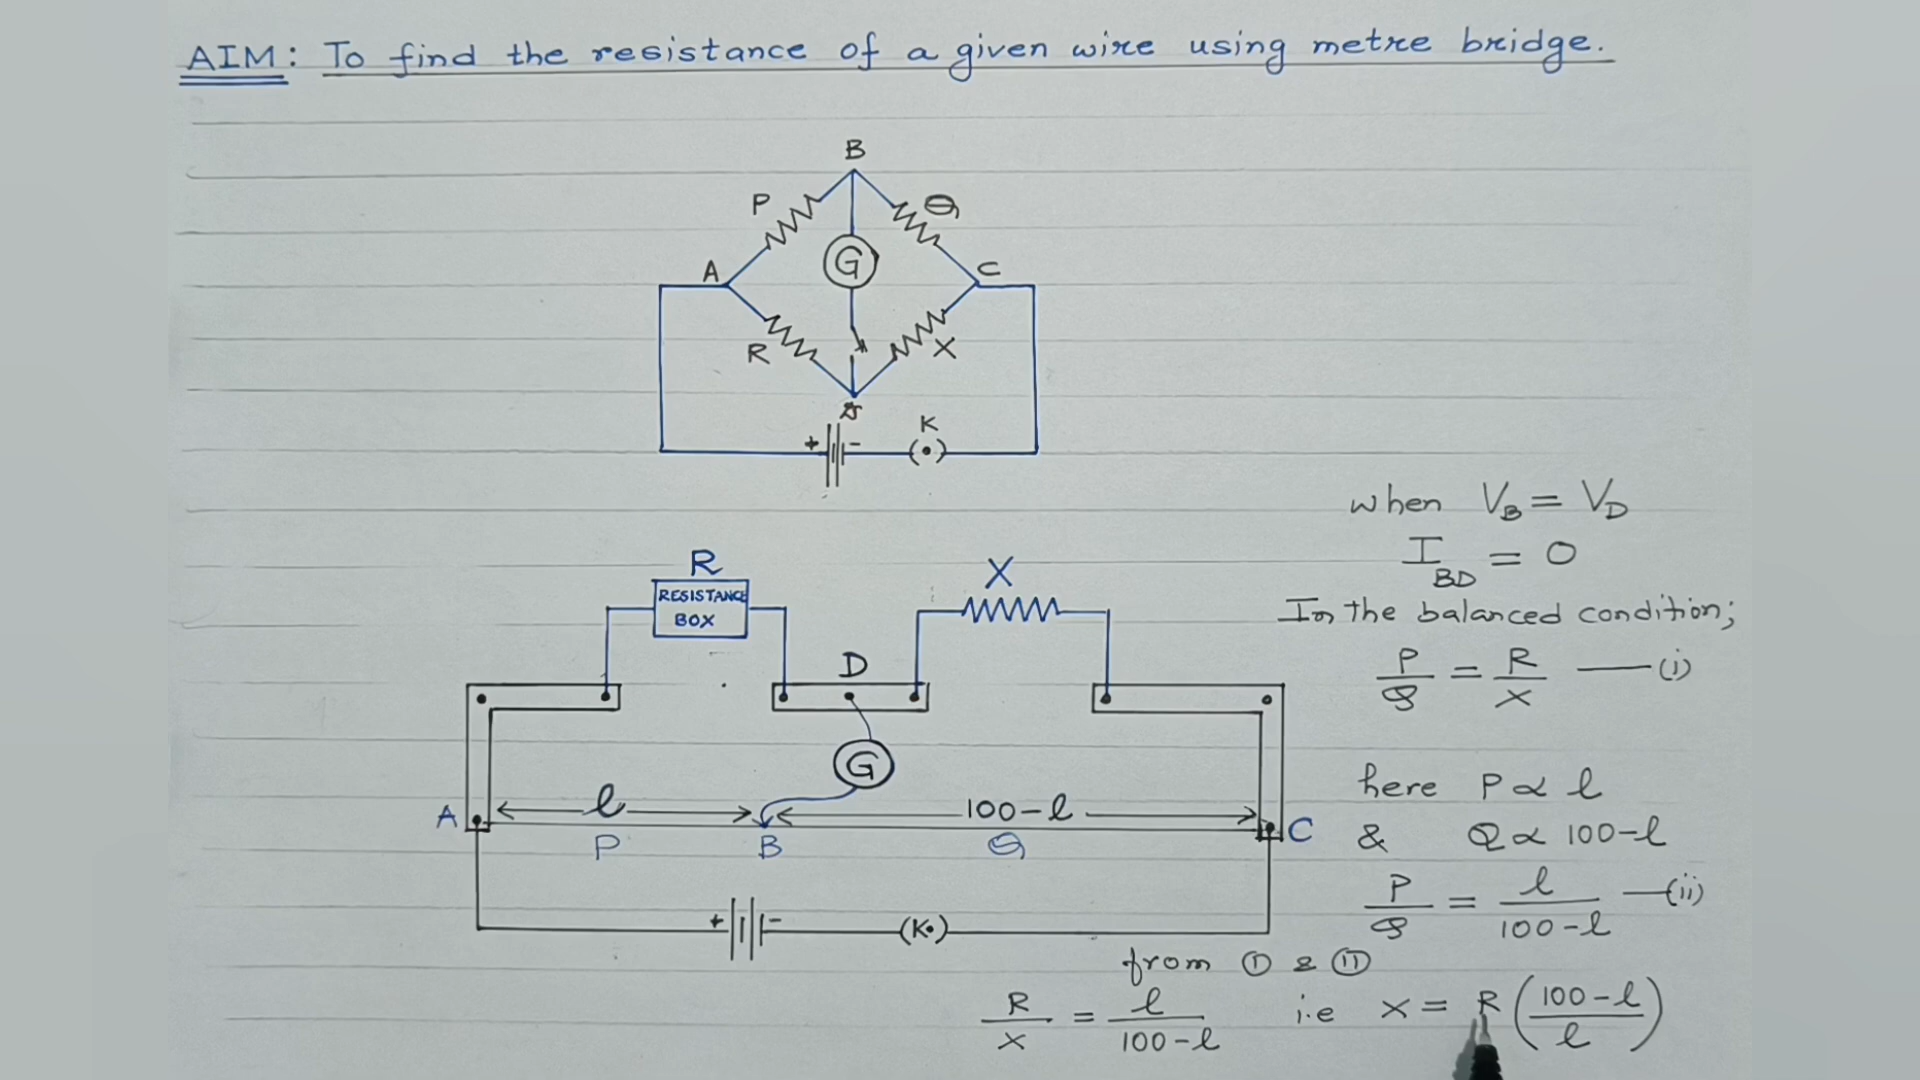 AIM: To find the resistance of a given wire using metre bridge.
B
P Q
G
A C
R X
D
+ - K
(•)
when V_B = V_D
I_BD = 0
In the balanced condition;
P/Q = R/X —(i)
R X
RESISTANCE
BOX
D
G
here P ∝ l
A l 100-l C
P B Q
& Q ∝ 100-l
P/Q = l/(100-l) —(ii)
+ - (K•)
from (I) & (II)
R/X = l/(100-l) i.e X = R((100-l)/l)